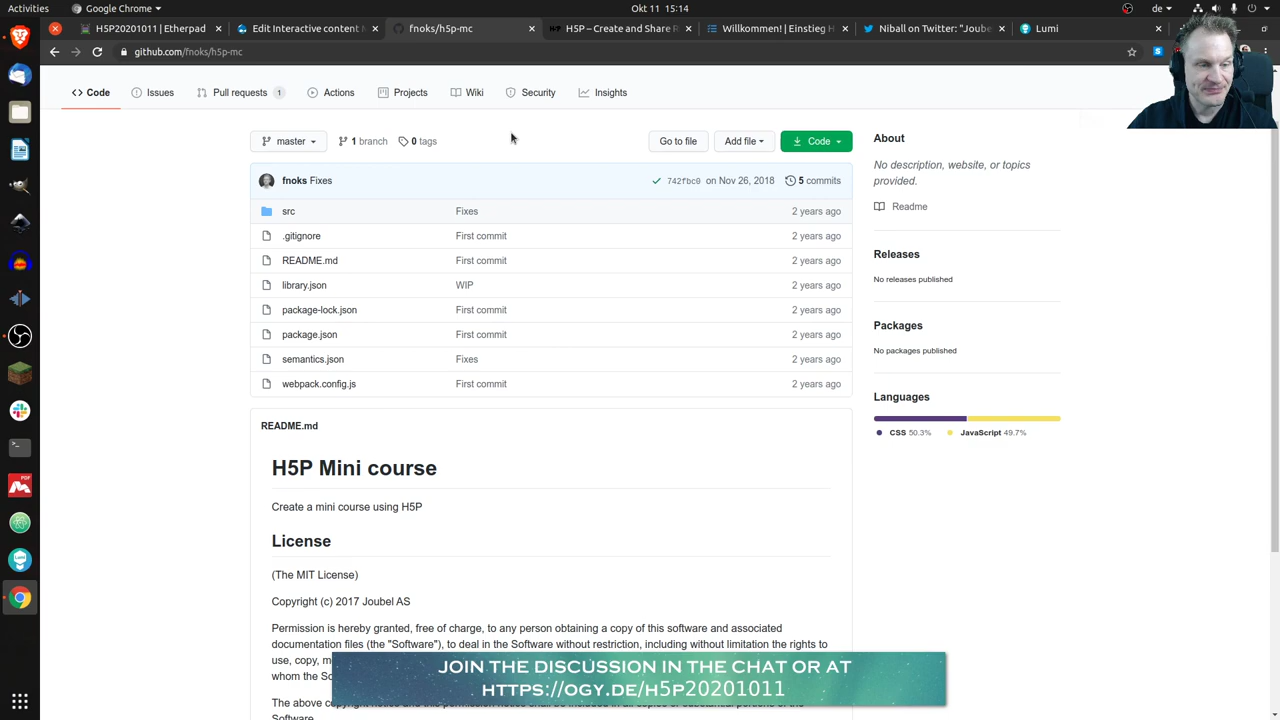 Activities
Google Chrome
Okt 11 15:14
de
H5P20201011 | Etherpad
Edit Interactive content
fnoks/h5p-mc
H5P – Create and Share R
Willkommen! | Einstieg H
Niball on Twitter: "Joube
Lumi
github.com/fnoks/h5p-mc
Code
Issues
Pull requests 1
Actions
Projects
Wiki
Security
Insights
master
1 branch
0 tags
Go to file
Add file
Code
fnoks Fixes
742fbc0 on Nov 26, 2018
5 commits
src Fixes 2 years ago
.gitignore First commit 2 years ago
README.md First commit 2 years ago
library.json WIP 2 years ago
package-lock.json First commit 2 years ago
package.json First commit 2 years ago
semantics.json Fixes 2 years ago
webpack.config.js First commit 2 years ago
README.md
H5P Mini course
Create a mini course using H5P
License
(The MIT License)
Copyright (c) 2017 Joubel AS
Permission is hereby granted, free of charge, to any person obtaining a copy of this software and associated
documentation files (the "Software"), to deal in the Software without restriction, including without limitation the rights to
use, copy,
whom the
The above
Software.
About
No description, website, or topics
provided.
Readme
Releases
No releases published
Packages
No packages published
Languages
CSS 50.3%
JavaScript 49.7%
JOIN THE DISCUSSION IN THE CHAT OR AT
HTTPS://OGY.DE/H5P20201011